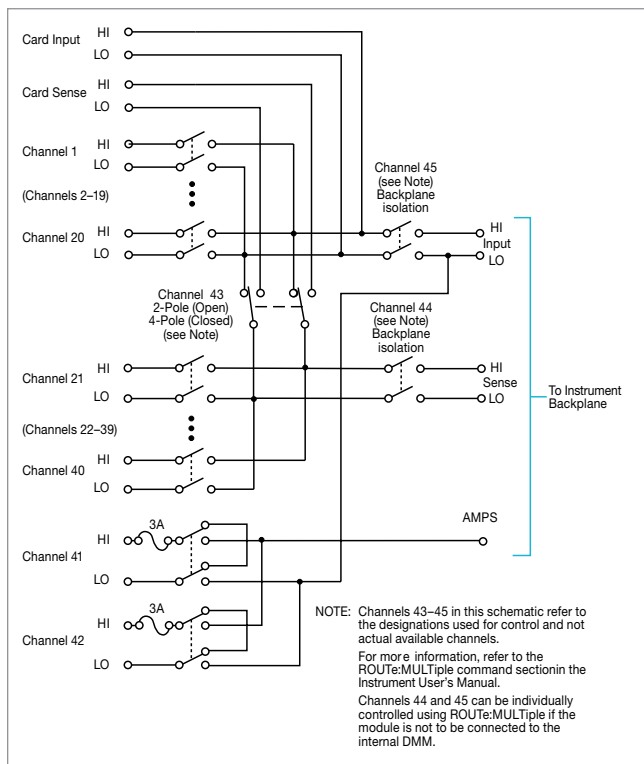 Card Input HI
LO
Card Sense HI
LO
Channel 1 HI
LO
(Channels 2–19)
Channel 20 HI
LO
Channel 45
(see Note)
Backplane
isolation
HI
Input
LO
Channel 43
2-Pole (Open)
4-Pole (Closed)
(see Note)
Channel 44
(see Note)
Backplane
isolation
Channel 21 HI
LO
HI
Sense
LO
To Instrument
Backplane
(Channels 22–39)
Channel 40 HI
LO
AMPS
3A
Channel 41 HI
LO
3A
Channel 42 HI
LO
NOTE: Channels 43–45 in this schematic refer to
the designations used for control and not
actual available channels.
For more information, refer to the
ROUTe:MULTiple command sectionin the
Instrument User's Manual.
Channels 44 and 45 can be individually
controlled using ROUTe:MULTiple if the
module is not to be connected to the
internal DMM.